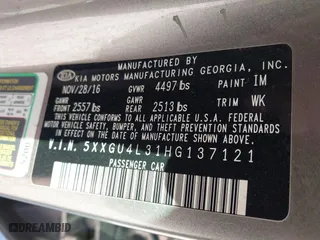 MANUFACTURED BY
KIA KIA MOTORS MANUFACTURING GEORGIA, INC.
NOV/28/16 GVWR 4497 lbs PAINT IM
GAWR FRONT 2557 lbs GAWR REAR 2513 lbs TRIM WK
THIS VEHICLE CONFORMS TO ALL APPLICABLE U.S.A. FEDERAL
MOTOR VEHICLE SAFETY, BUMPER, AND THEFT PREVENTION
STANDARDS IN EFFECT ON THE DATE OF MANUFACTURE SHOWN ABOVE.
V.I.N. 5XXGU4L31HG137121
PASSENGER CAR
DREAMBID